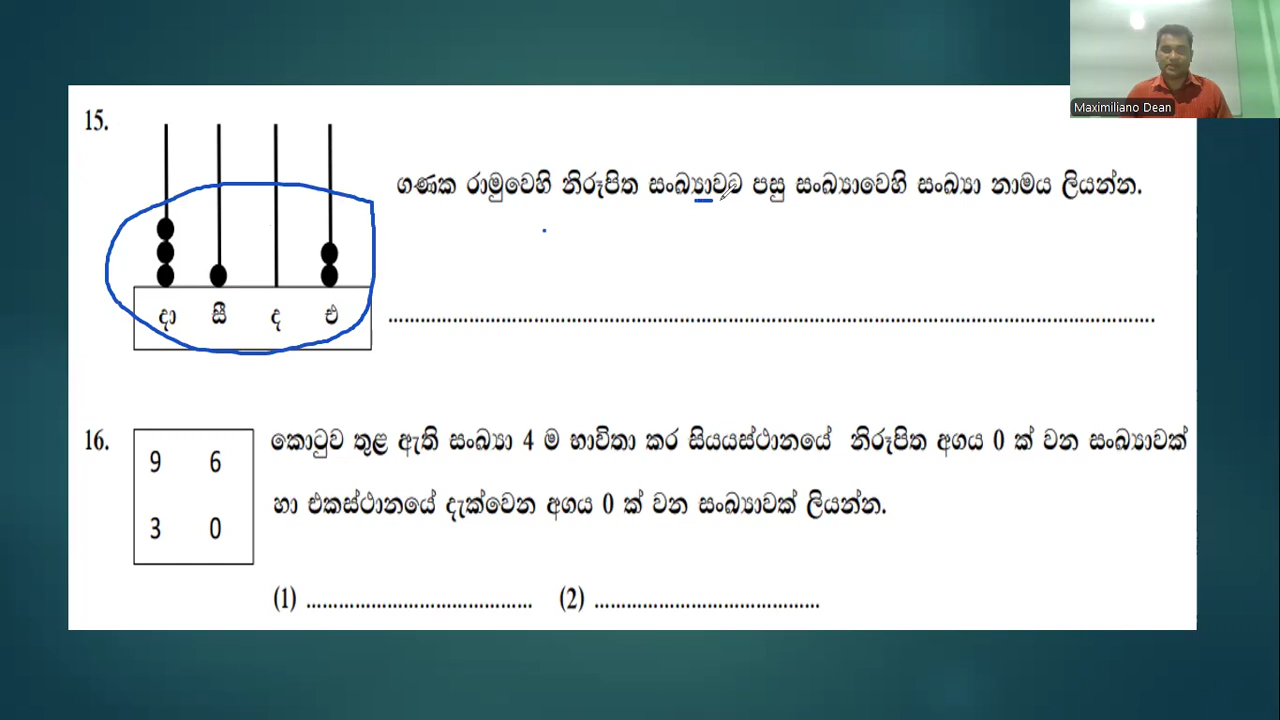 Maximiliano Dean
15.
ගණක රාමුවෙහි නිරූපිත සංඛ්‍යාවට පසු සංඛ්‍යාවෙහි සංඛ්‍යා නාමය ලියන්න.
දා සී ද එ
................................................................................
16.
9 6
3 0
කොටුව තුළ ඇති සංඛ්‍යා 4 ම භාවිතා කර සියයස්ථානයේ නිරූපිත අගය 0 ක් වන සංඛ්‍යාවක්
හා එකස්ථානයේ දැක්වෙන අගය 0 ක් වන සංඛ්‍යාවක් ලියන්න.
(1) ........................................ (2) ........................................